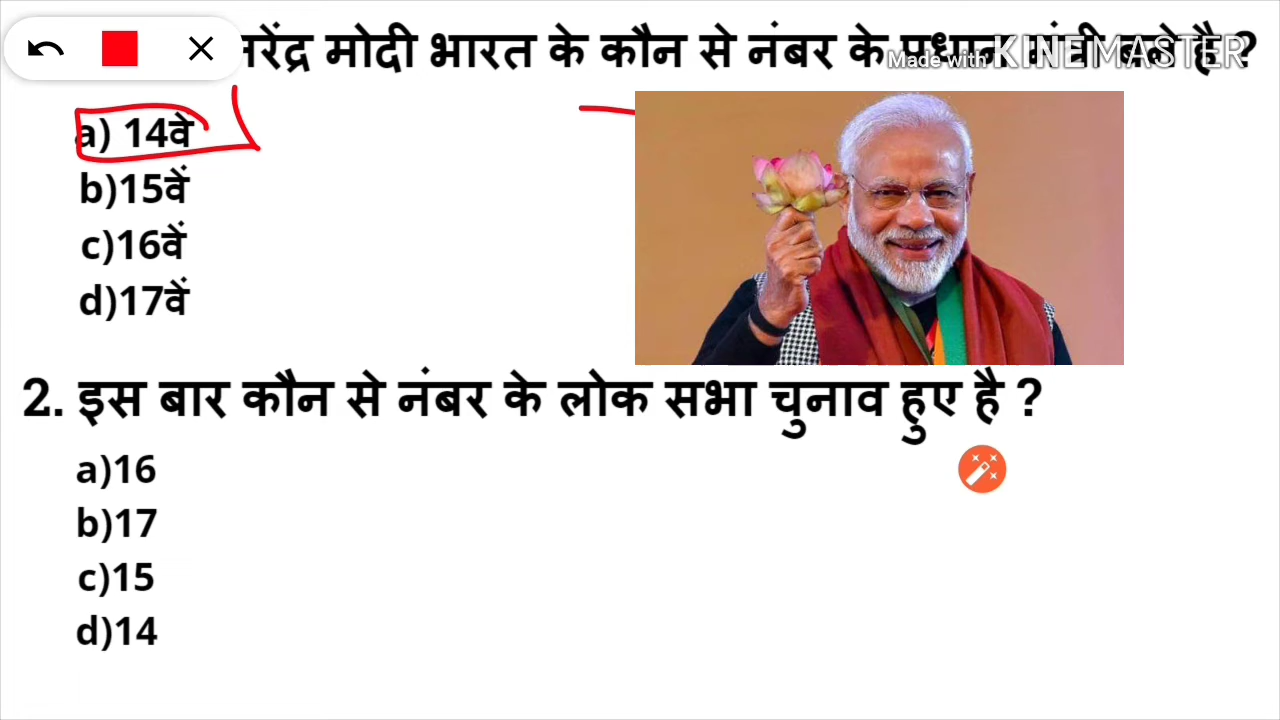 नरेंद्र मोदी भारत के कौन से नंबर के
Made with KINEMASTER
a) 14वे
b)15वें
c)16वें
d)17वें
2. इस बार कौन से नंबर के लोक सभा चुनाव हुए है ?
a)16
b)17
c)15
d)14